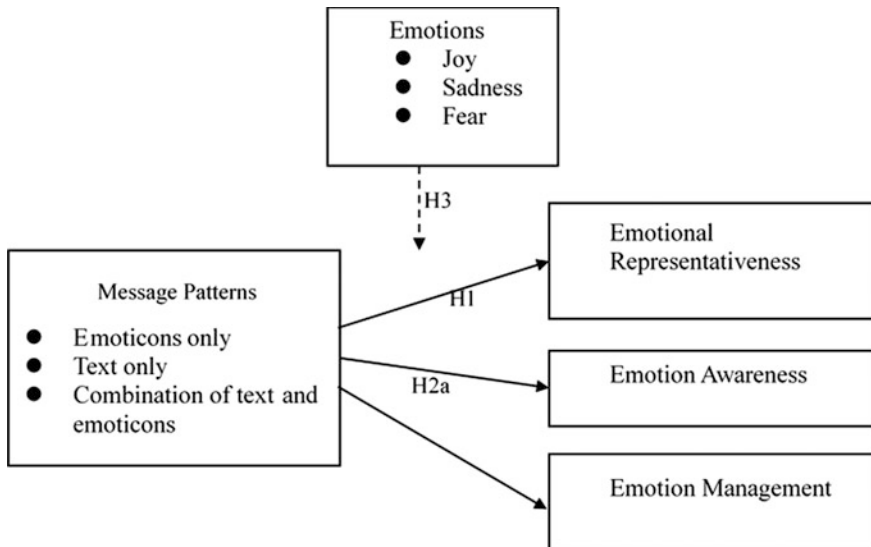 Emotions
● Joy
● Sadness
● Fear
H3
Emotional
Representativeness
Message Patterns
H1
● Emoticons only
● Text only
● Combination of text and
emoticons
H2a
Emotion Awareness
Emotion Management